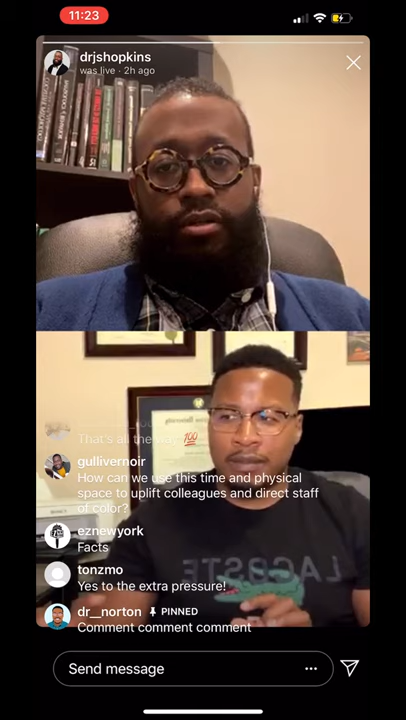 11:23
drjshopkins
was live · 2h ago
That's all the way 💯
gullivernoir
How can we use this time and physical
space to uplift colleagues and direct staff
of color?
eznewyork
Facts
tonzmo
Yes to the extra pressure!
dr__norton PINNED
Comment comment comment
LACOSTE
Send message